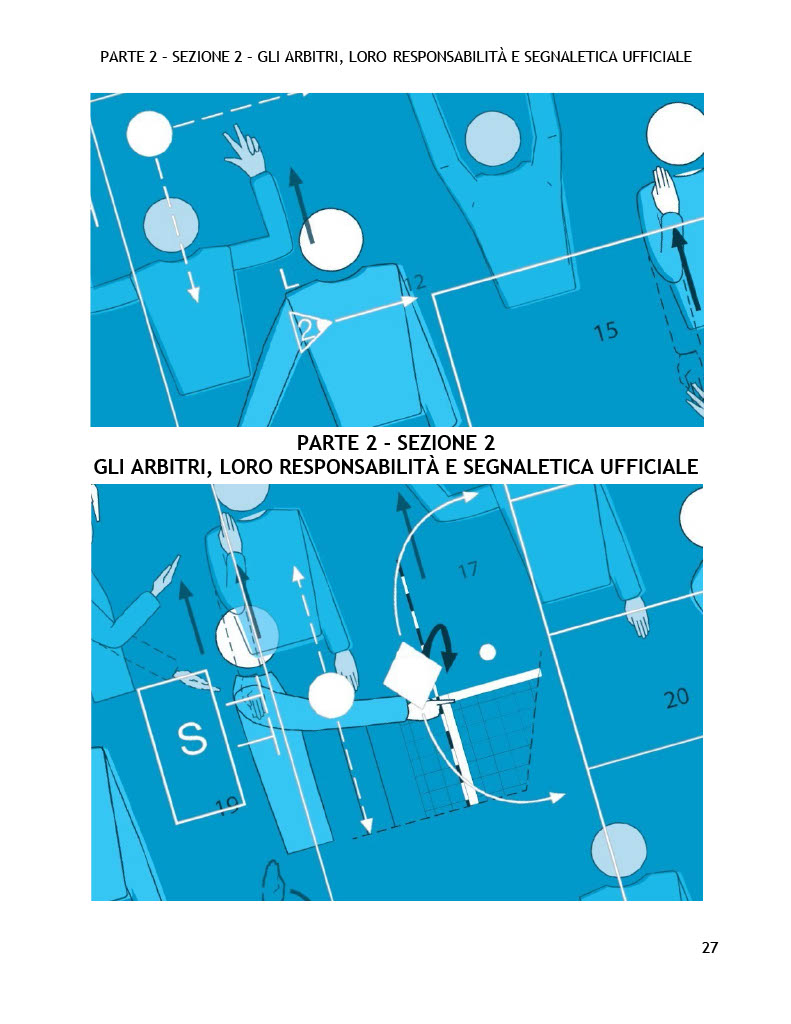 PARTE 2 – SEZIONE 2 – GLI ARBITRI, LORO RESPONSABILITÀ E SEGNALETICA UFFICIALE
L
12
2
15
PARTE 2 - SEZIONE 2
GLI ARBITRI, LORO RESPONSABILITÀ E SEGNALETICA UFFICIALE
17
20
S
19
27